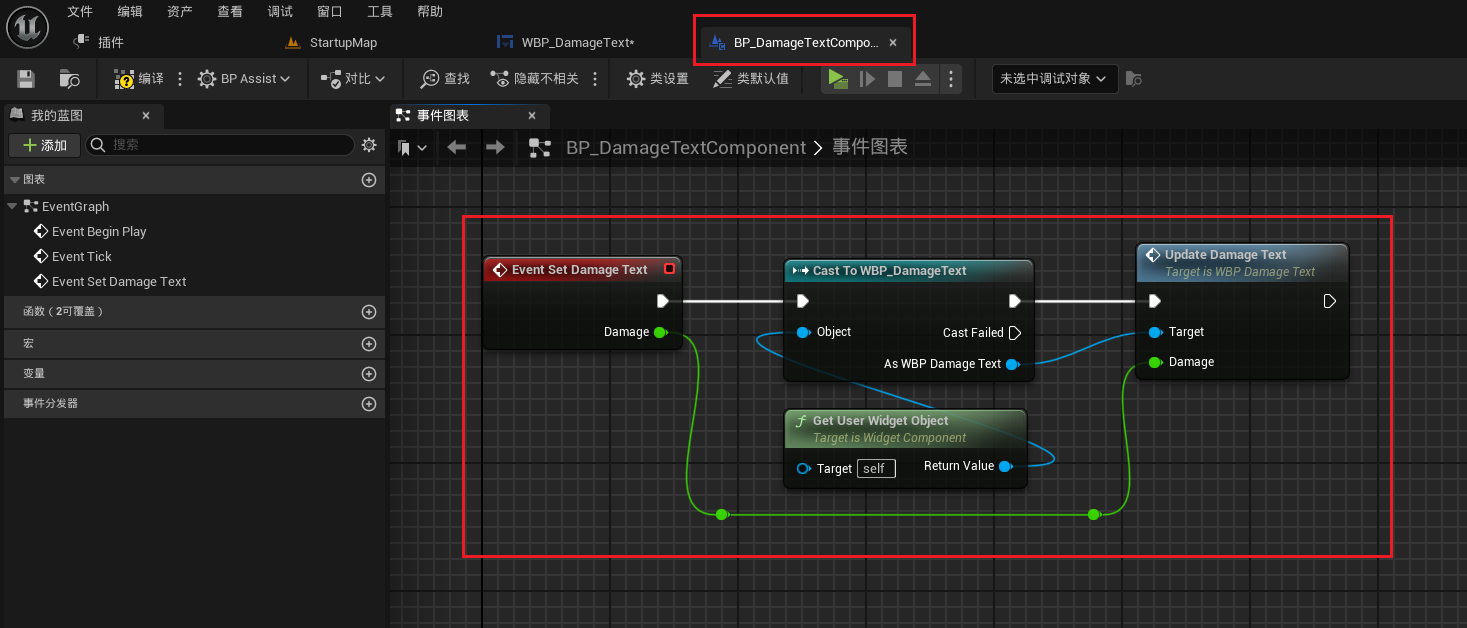 文件 编辑 资产 查看 调试 窗口 工具 帮助
插件 StartupMap WBP_DamageText* BP_DamageTextCompo...
编译 BP Assist 对比 查找 隐藏不相关 类设置 类默认值 未选中调试对象
我的蓝图
添加 搜索
图表
EventGraph
Event Begin Play
Event Tick
Event Set Damage Text
函数（2可覆盖）
宏
变量
事件分发器
事件图表
BP_DamageTextComponent > 事件图表
Event Set Damage Text
Damage
Cast To WBP_DamageText
Object
Cast Failed
As WBP Damage Text
Update Damage Text
Target is WBP Damage Text
Target
Damage
f Get User Widget Object
Target is Widget Component
Target self Return Value